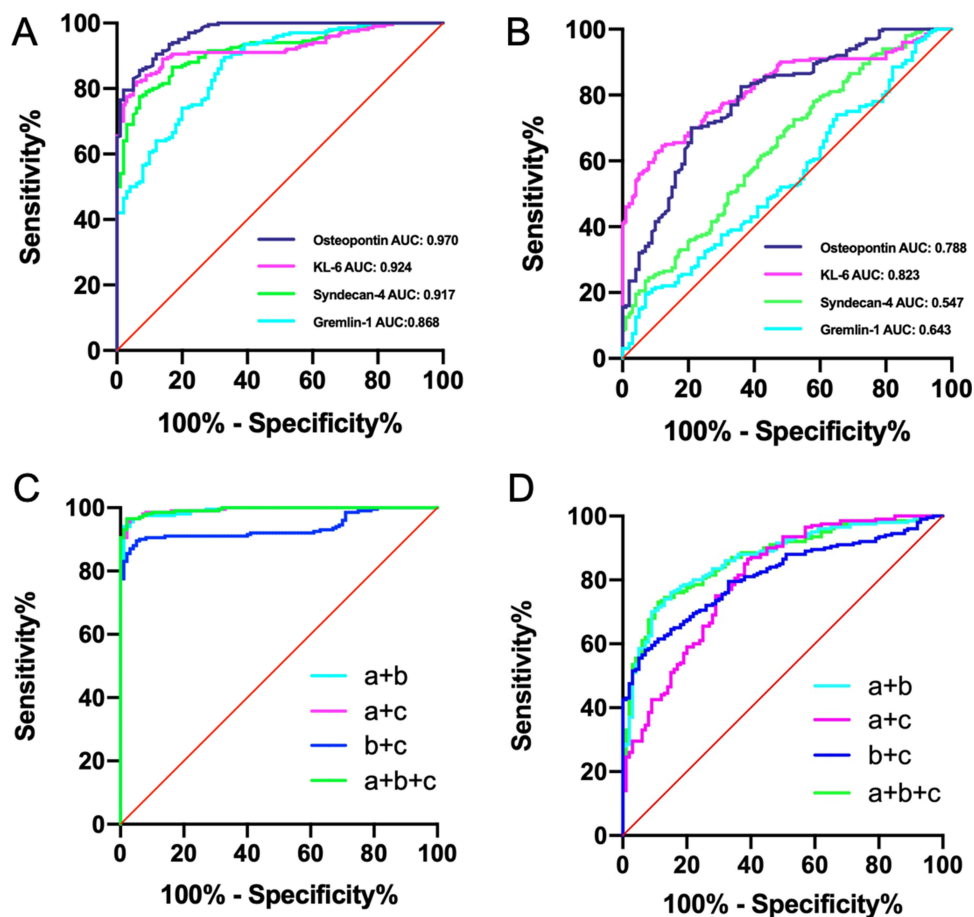 A
100
80
60
40
20
0
Sensitivity%
Osteopontin AUC: 0.970
KL-6 AUC: 0.924
Syndecan-4 AUC: 0.917
Gremlin-1 AUC:0.868
0 20 40 60 80 100
100% - Specificity%
B
100
80
60
40
20
0
Sensitivity%
Osteopontin AUC: 0.788
KL-6 AUC: 0.823
Syndecan-4 AUC: 0.547
Gremlin-1 AUC: 0.643
0 20 40 60 80 100
100% - Specificity%
C
100
80
60
40
20
0
Sensitivity%
a+b
a+c
b+c
a+b+c
0 20 40 60 80 100
100% - Specificity%
D
100
80
60
40
20
0
Sensitivity%
a+b
a+c
b+c
a+b+c
0 20 40 60 80 100
100% - Specificity%